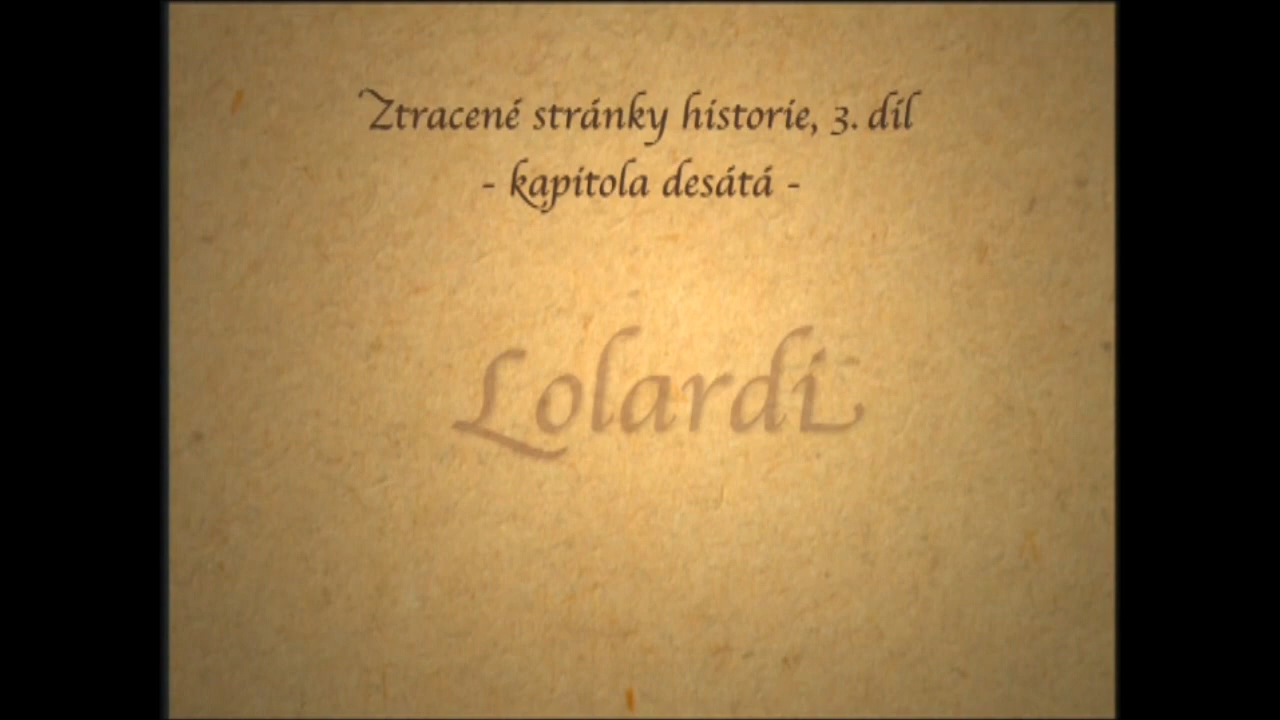 Ztracené stránky historie, 3. díl
- kapitola desátá -
Lolardi